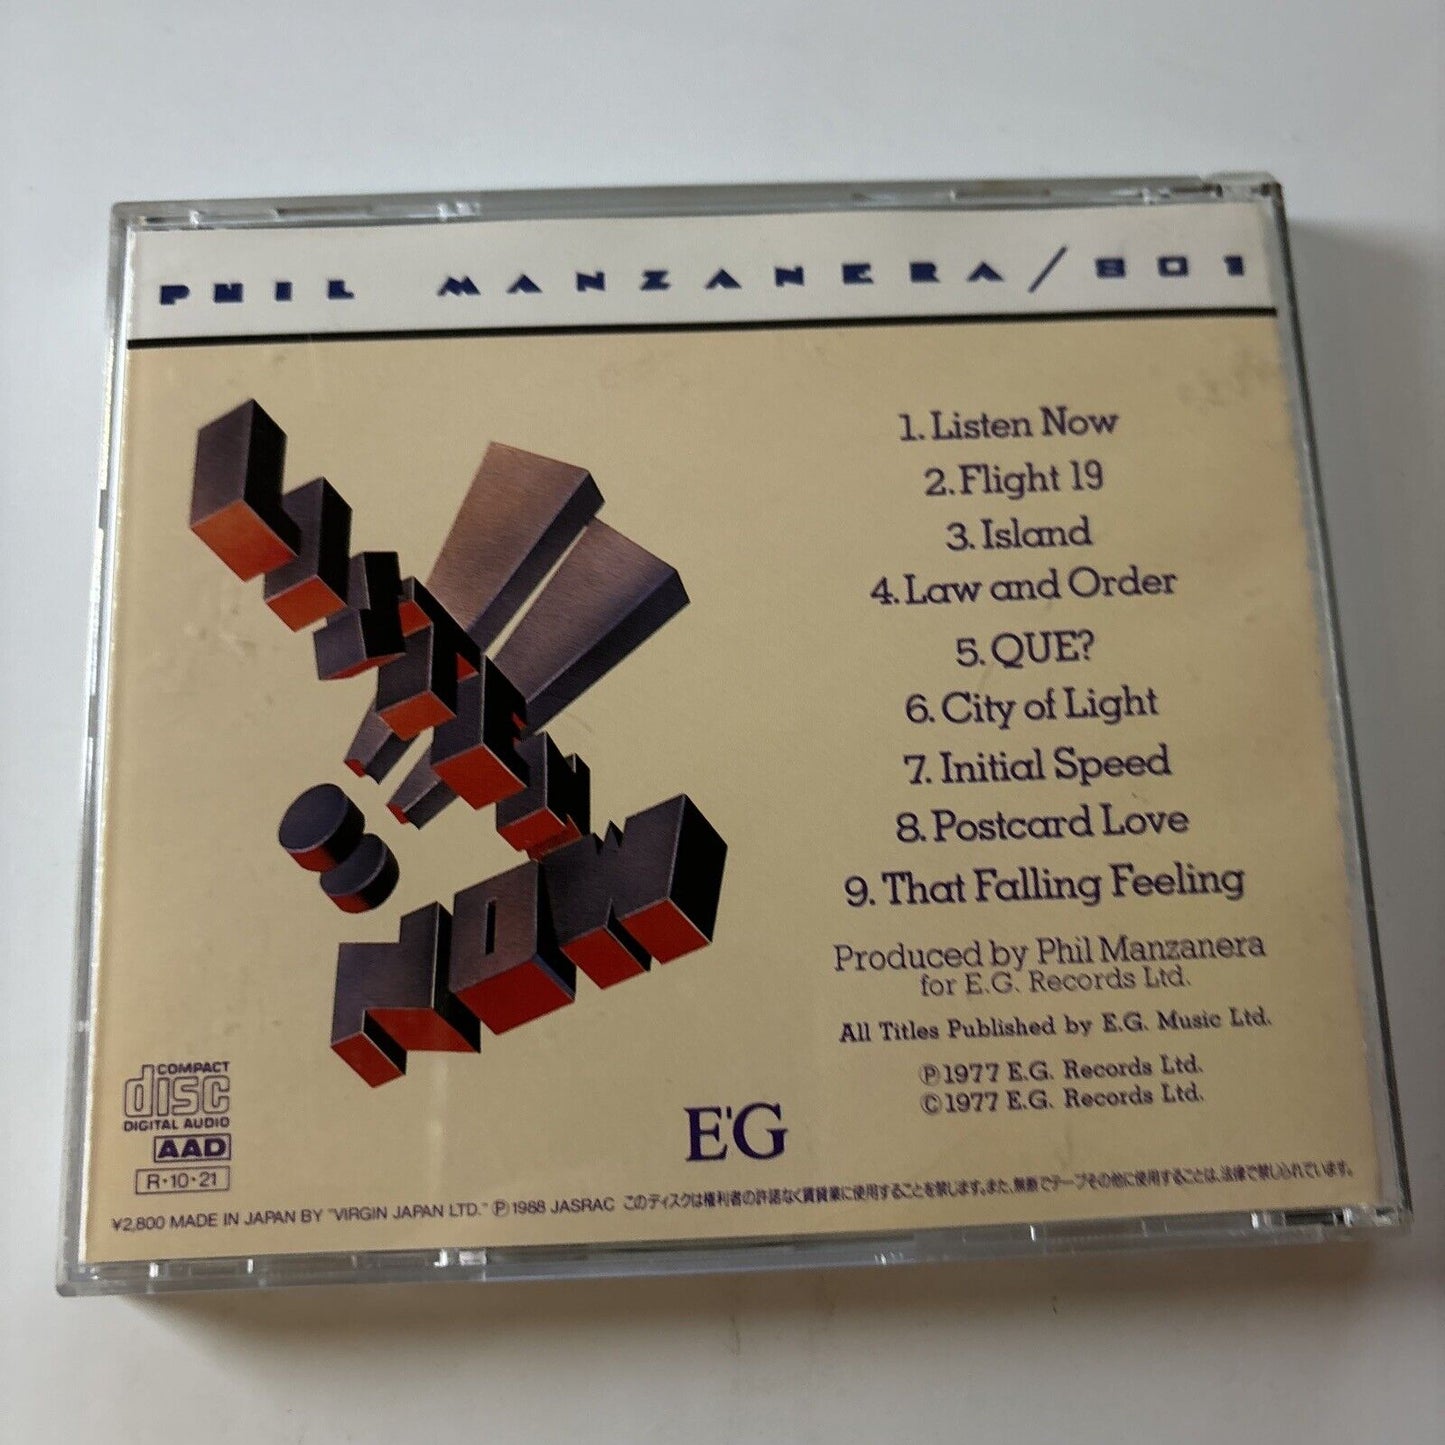 PHIL MANZANERA/801
LISTEN
NOW
1. Listen Now
2. Flight 19
3. Island
4. Law and Order
5. QUE?
6. City of Light
7. Initial Speed
8. Postcard Love
9. That Falling Feeling
Produced by Phil Manzanera
for E.G. Records Ltd.
All Titles Published by E.G. Music Ltd.
℗1977 E.G. Records Ltd.
©1977 E.G. Records Ltd.
E'G
COMPACT
disc
DIGITAL AUDIO
AAD
R·10·21
¥2,800 MADE IN JAPAN BY "VIRGIN JAPAN LTD." ℗1988 JASRAC このディスクは権利者の許諾なく賃貸業に使用することを禁じます。また、無断でテープその他に使用することは、法律で禁じられています。